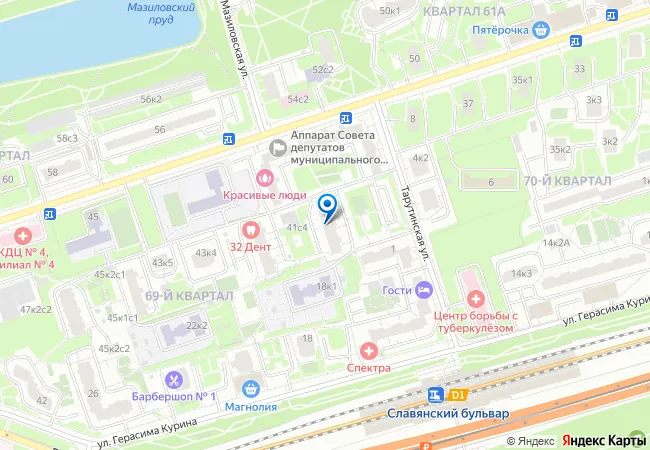 Мазиловский
пруд
Мазиловская ул.
50к1
КВАРТАЛ 61А
Пятёрочка
52с2
54с2
35к1
33
37
56к2
3к3
3к2
58с3
56
8
Аппарат Совета
депутатов
муниципального...
АРТАЛ
60
58
4к2
Тарутинская ул.
6
70-Й КВАРТАЛ
Красивые люди
45
41с4
32 Дент
43к4
43к5
1
14к2А
КДЦ № 4,
илиал № 4
45к2с1
14к3
69-Й КВАРТАЛ
18к1
Гости
47к2с2
45к1с1
22к2
Центр борьбы с
туберкулёзом
ул. Герасима Курина
45к2с2
18
Спектра
42
26
Барбершоп № 1
Магнолия
D1
Славянский бульвар
ул. Герасима Курина
© Яндекс Яндекс Карты